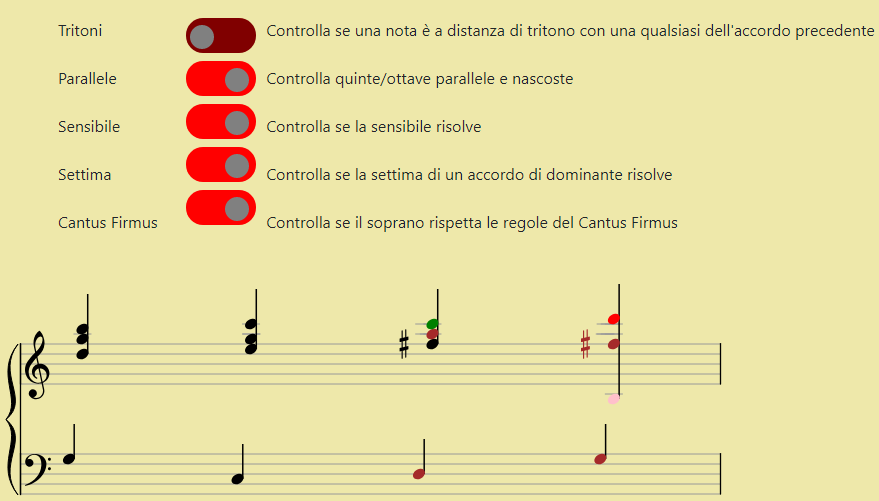 Tritoni Controlla se una nota è a distanza di tritono con una qualsiasi dell'accordo precedente
Parallele Controlla quinte/ottave parallele e nascoste
Sensibile Controlla se la sensibile risolve
Settima Controlla se la settima di un accordo di dominante risolve
Cantus Firmus Controlla se il soprano rispetta le regole del Cantus Firmus